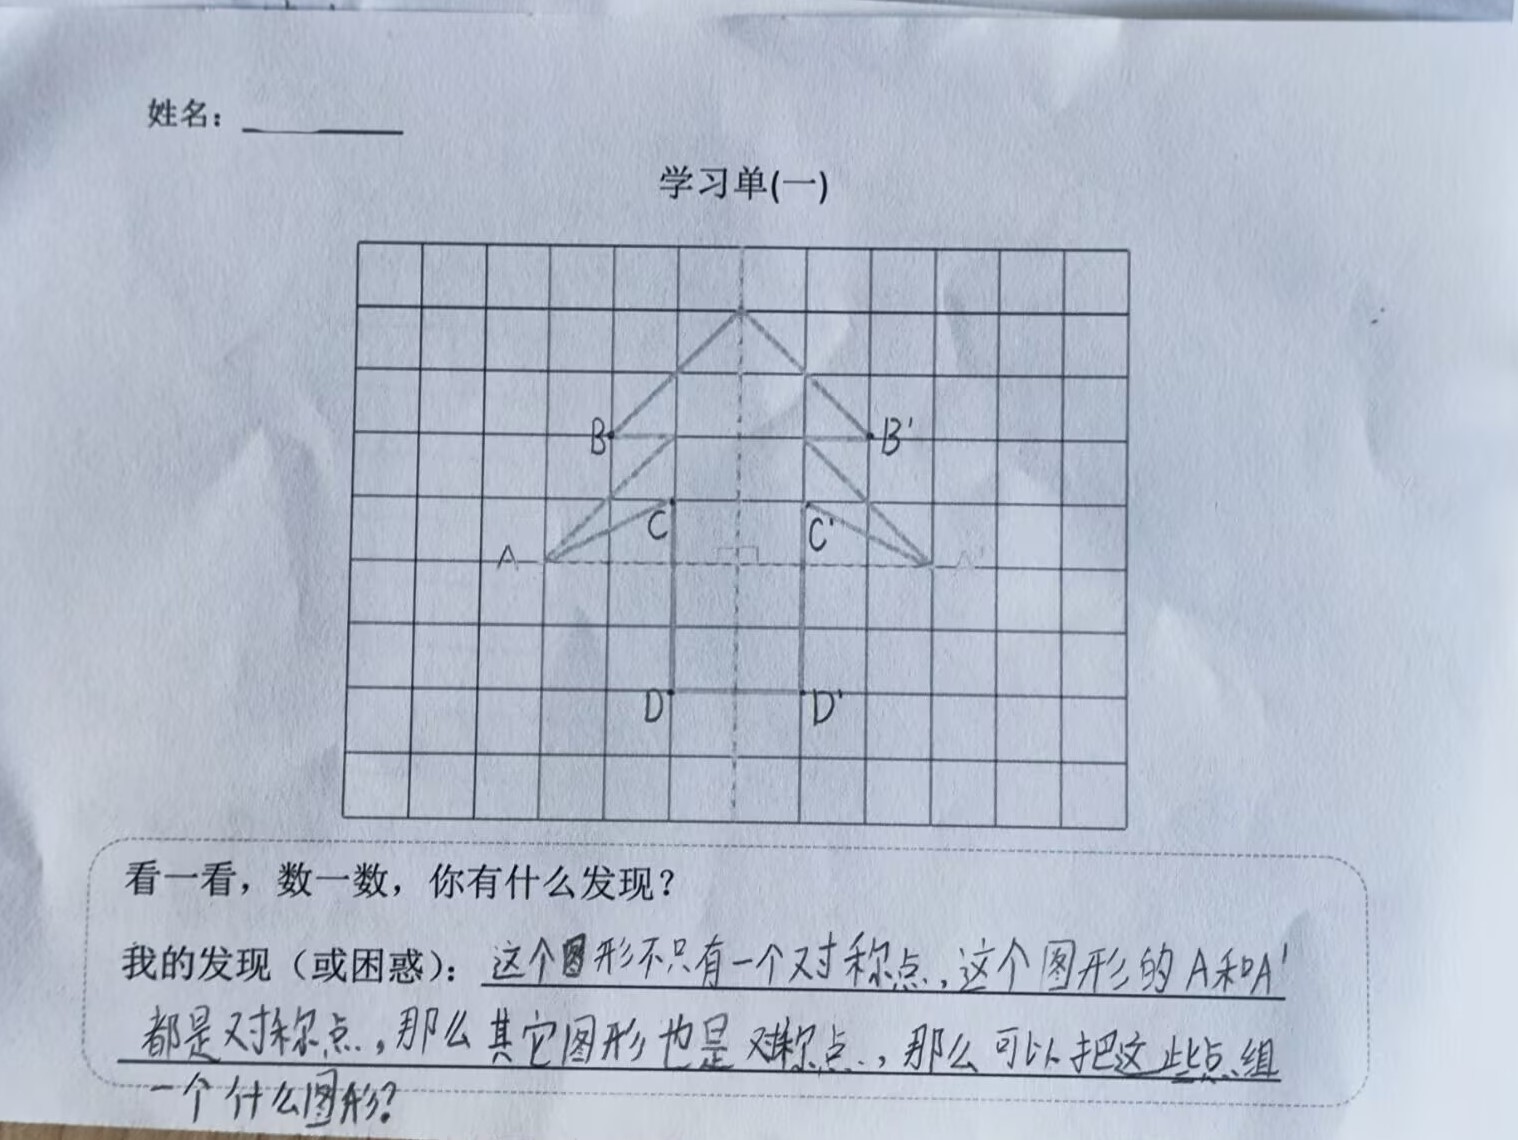 姓名：
学习单(一)
B B'
C C'
A A'
D D'
看一看，数一数，你有什么发现？
我的发现（或困惑）：这个图形不只有一个对称点，这个图形的A和A'
都是对称点，那么其它图形也是对称点，那么可以把这些点组
一个什么图形？